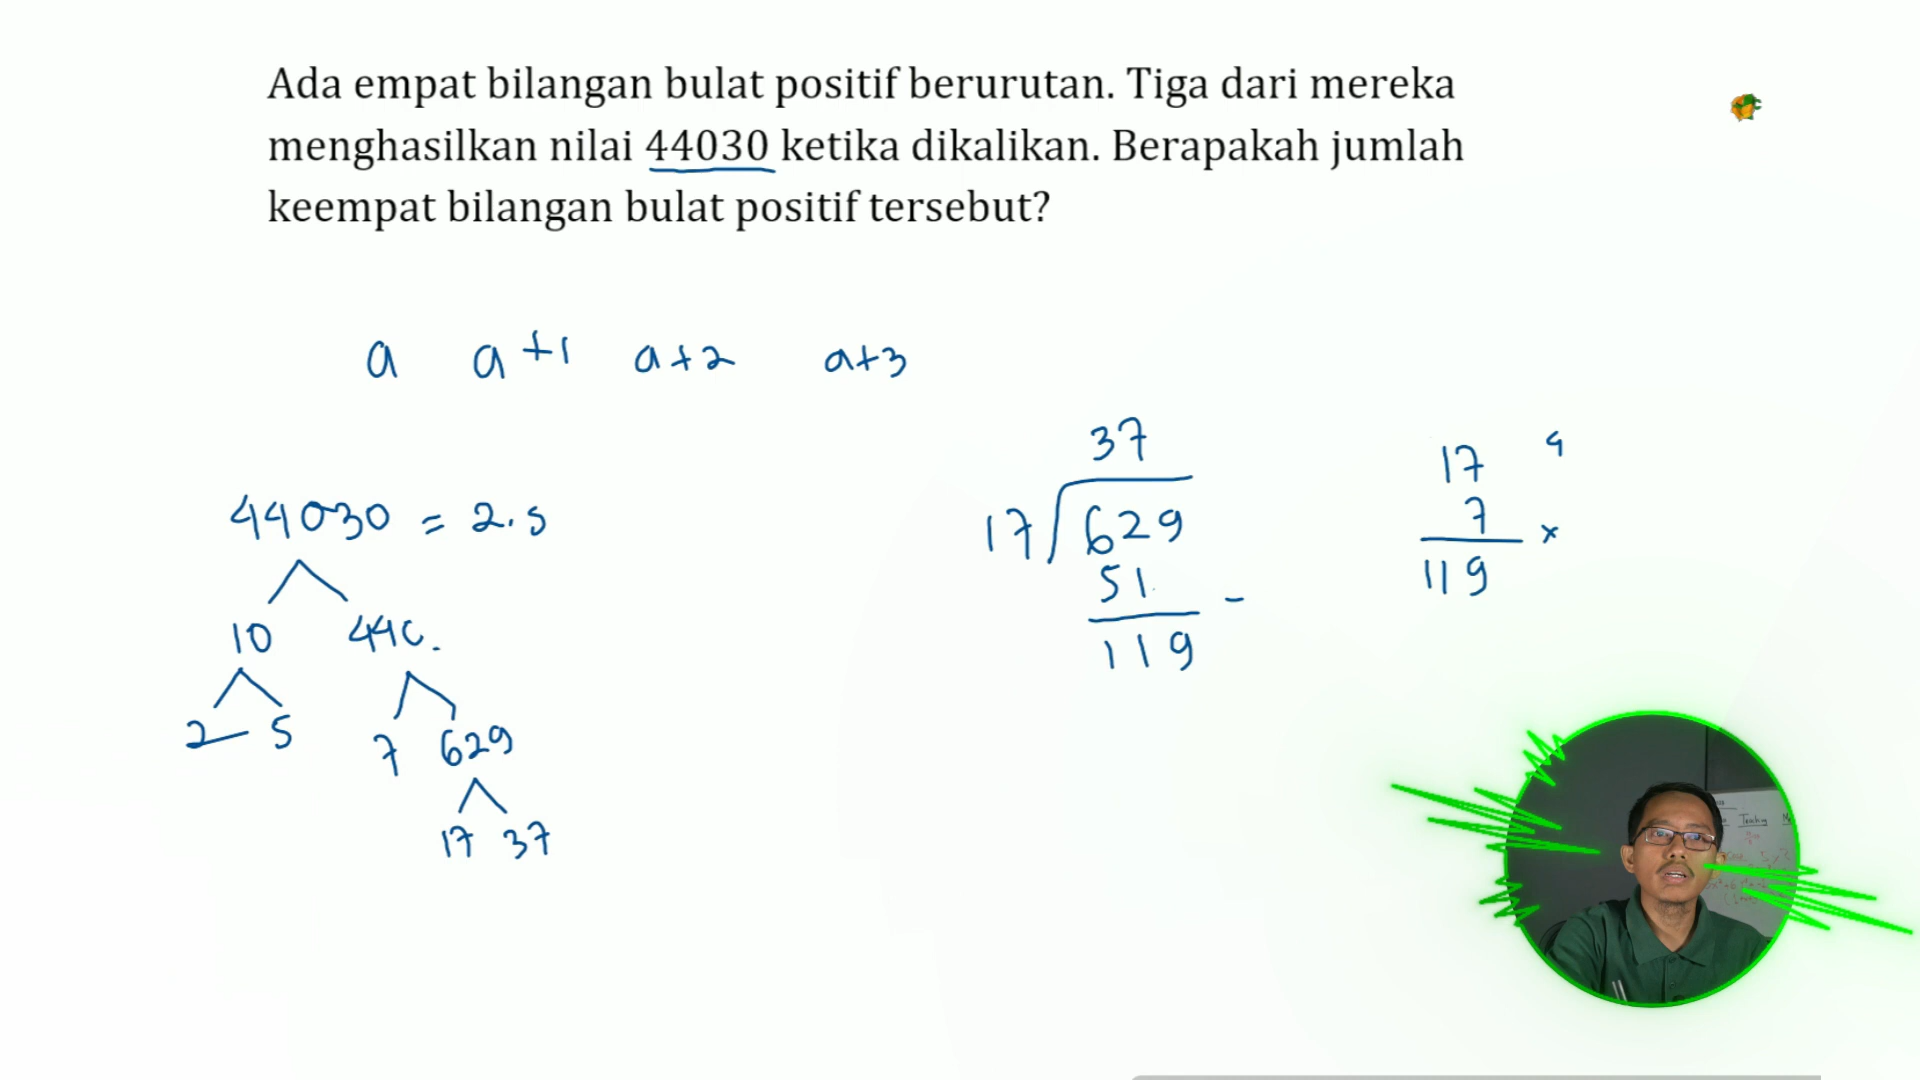 Ada empat bilangan bulat positif berurutan. Tiga dari mereka
menghasilkan nilai 44030 ketika dikalikan. Berapakah jumlah
keempat bilangan bulat positif tersebut?
a a+1 a+2 a+3
44030 = 2.5
10 440.
2 5 7 629
17 37
37
17 629
51 -
119
17 9
7 x
119
Teaching